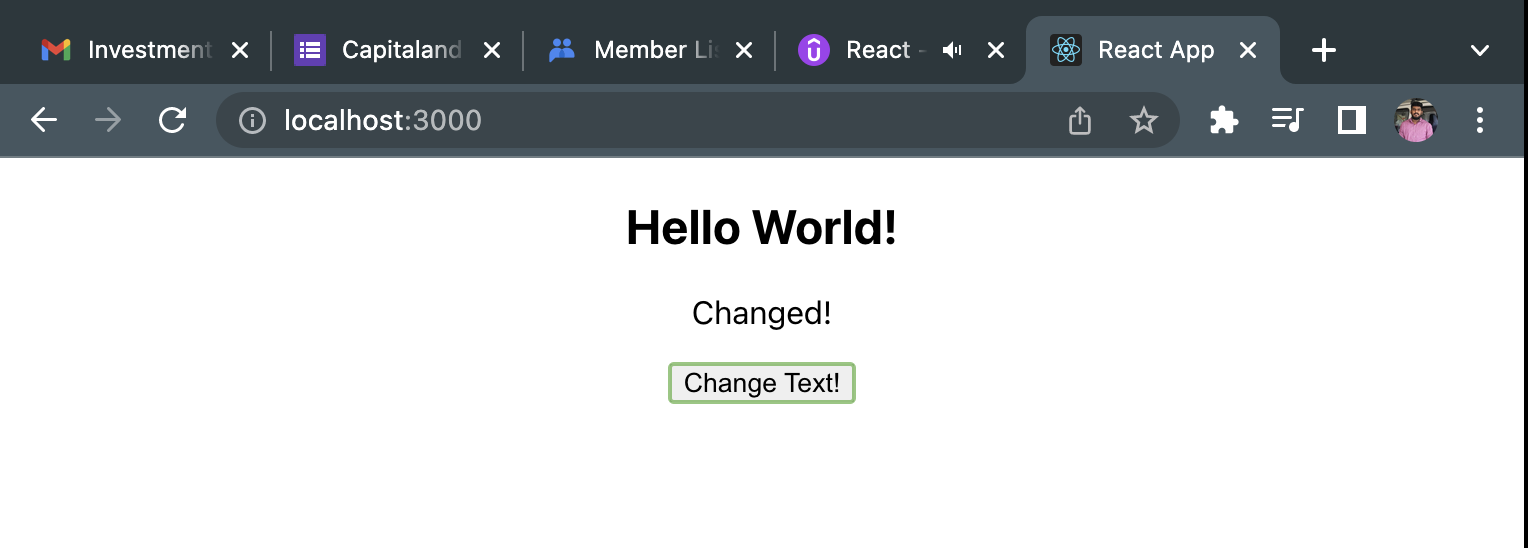 Investment
Capitaland
Member Lis
React -
React App
localhost:3000
Hello World!
Changed!
Change Text!